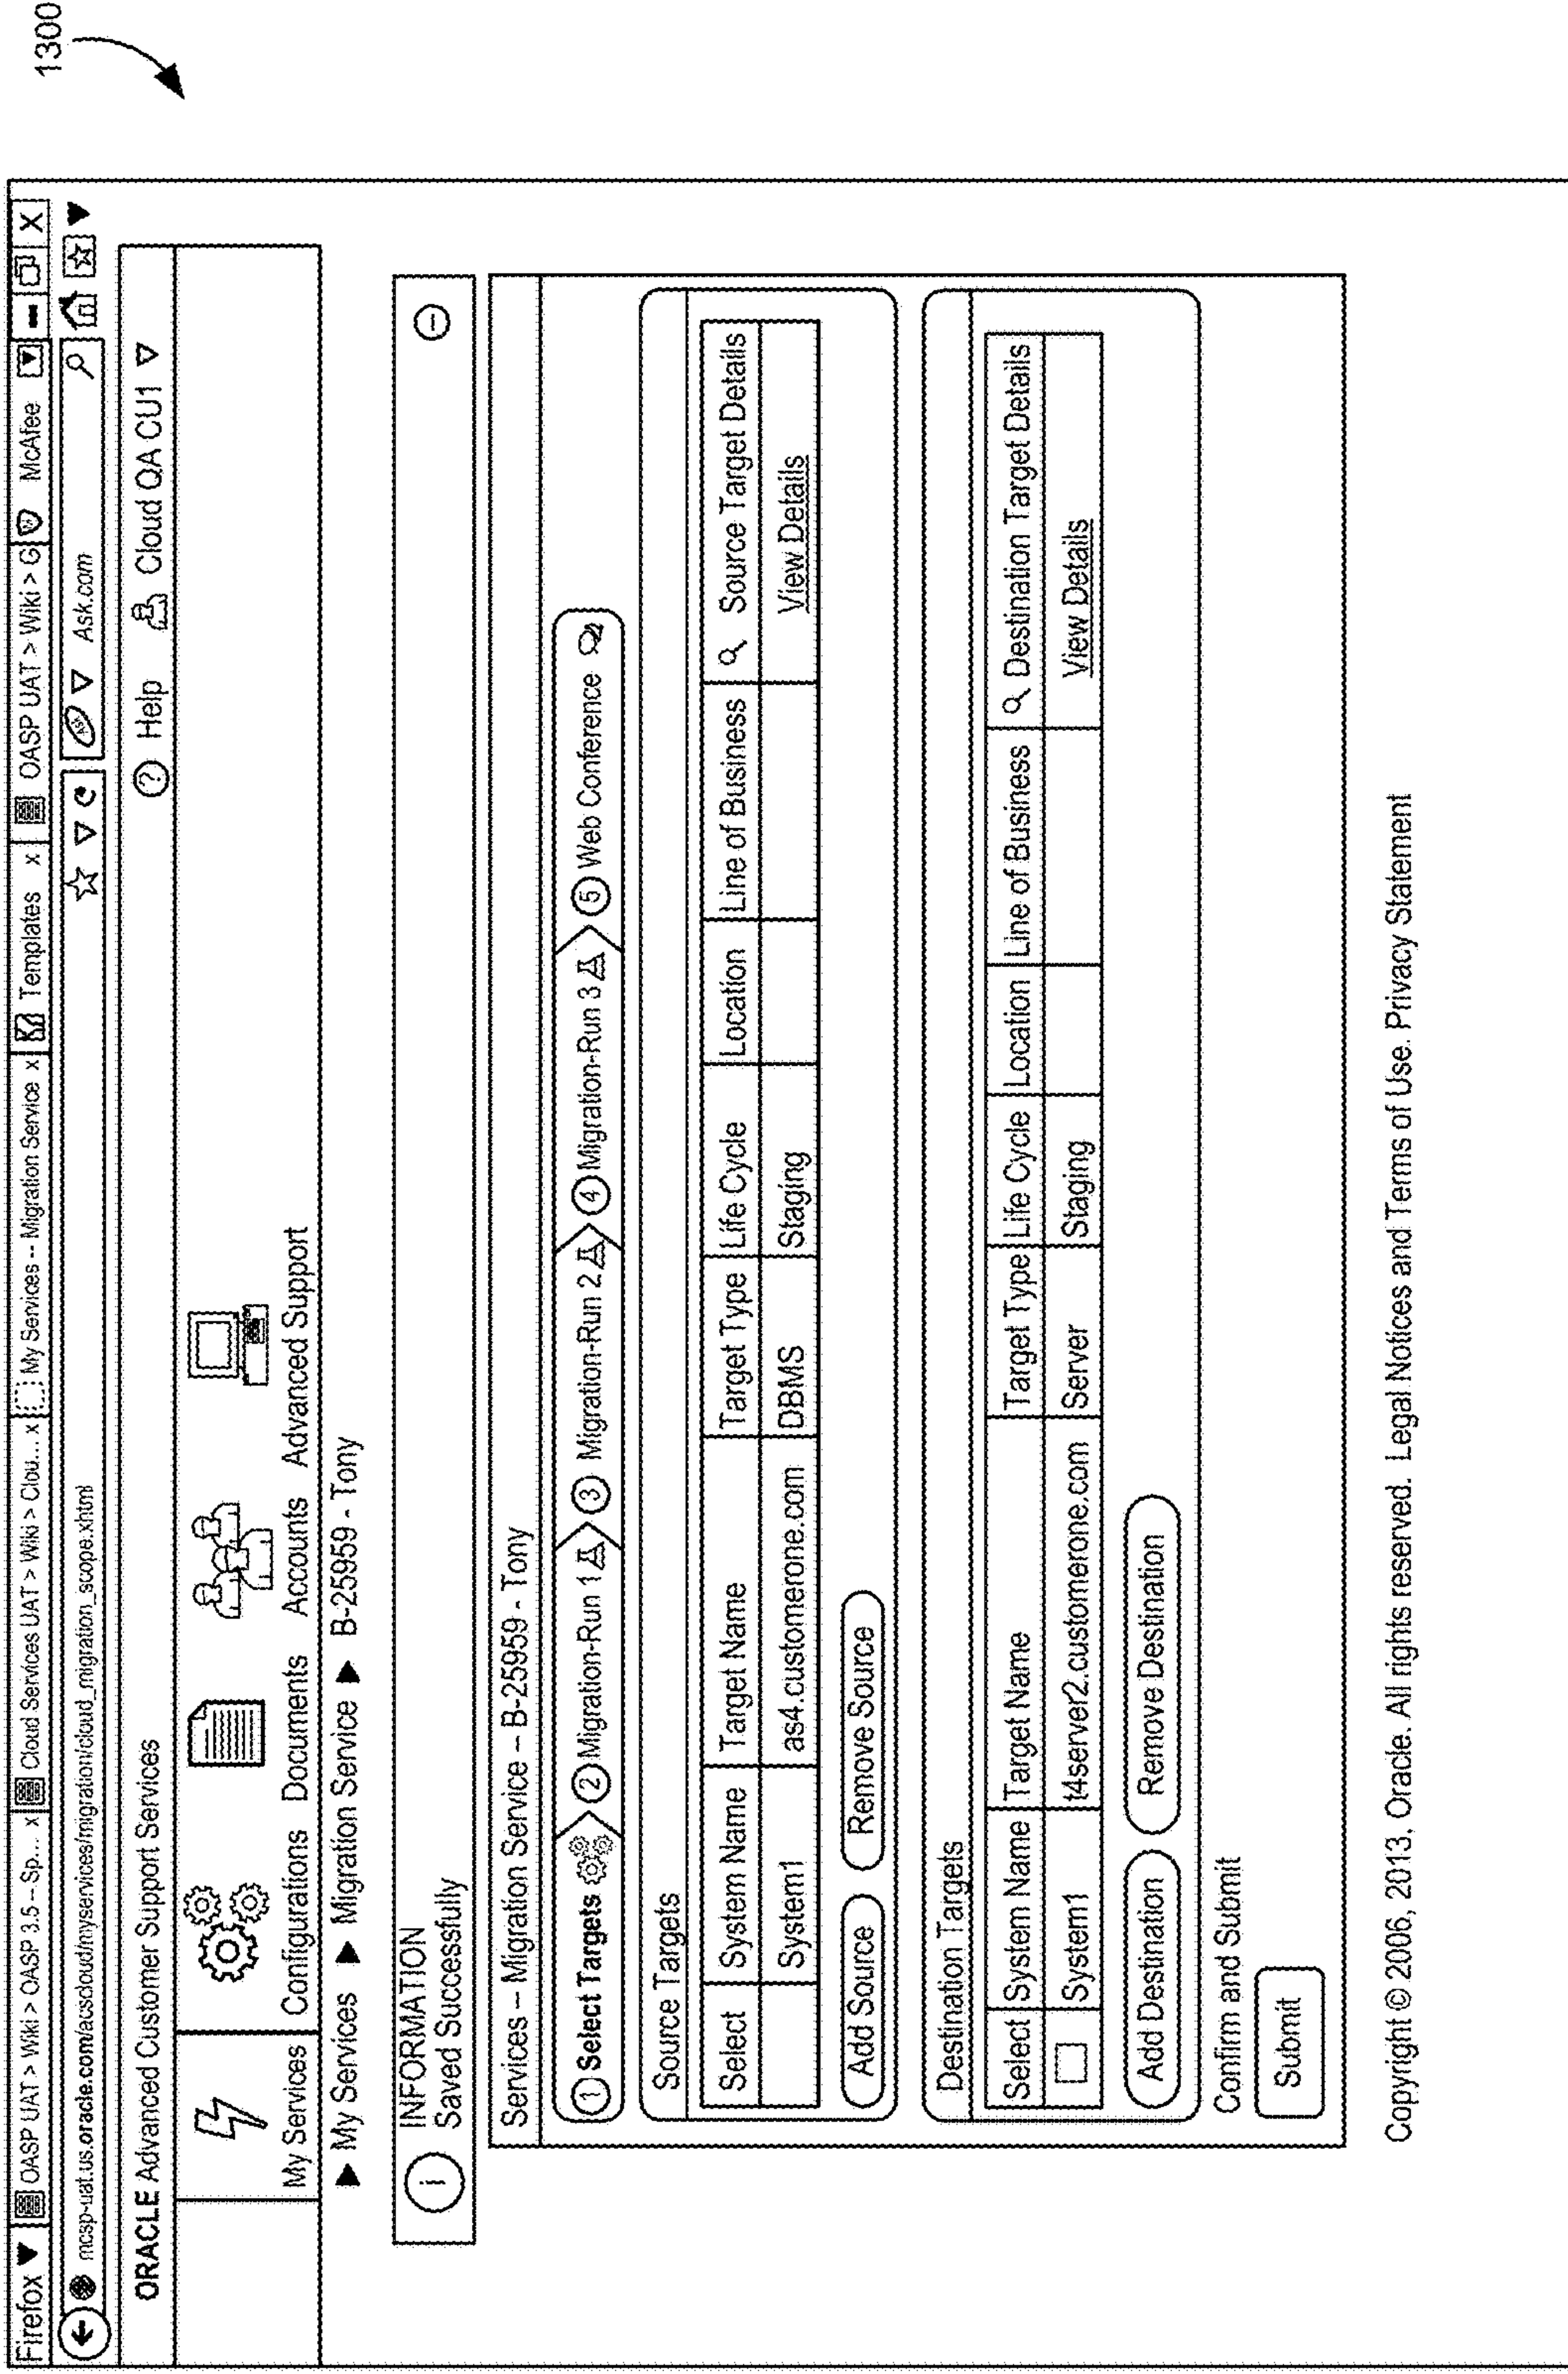 1300
Firefox OASP UAT > Wiki > OASP 3.5 – Sp... x Cloud Services UAT > Wiki > Clou... x My Services -- Migration Service x Templates x OASP UAT > Wiki > G McAfee X
mcsp-uat.us.oracle.com/acscloud/myservices/migration/cloud_migration_scope.xhtml Ask.com
ORACLE Advanced Customer Support Services ? Help Cloud QA CU1
My Services Configurations Documents Accounts Advanced Support
My Services Migration Service B-25959 - Tony
i INFORMATION
Saved Successfully
Services – Migration Service – B-25959 - Tony
1 Select Targets 2 Migration-Run 1 3 Migration-Run 2 4 Migration-Run 3 5 Web Conference
Source Targets
Select System Name Target Name Target Type Life Cycle Location Line of Business Source Target Details
System1 as4.customerone.com DBMS Staging View Details
Add Source Remove Source
Destination Targets
Select System Name Target Name Target Type Life Cycle Location Line of Business Destination Target Details
System1 t4server2.customerone.com Server Staging View Details
Add Destination Remove Destination
Confirm and Submit
Submit
Copyright © 2006, 2013, Oracle. All rights reserved. Legal Notices and Terms of Use. Privacy Statement